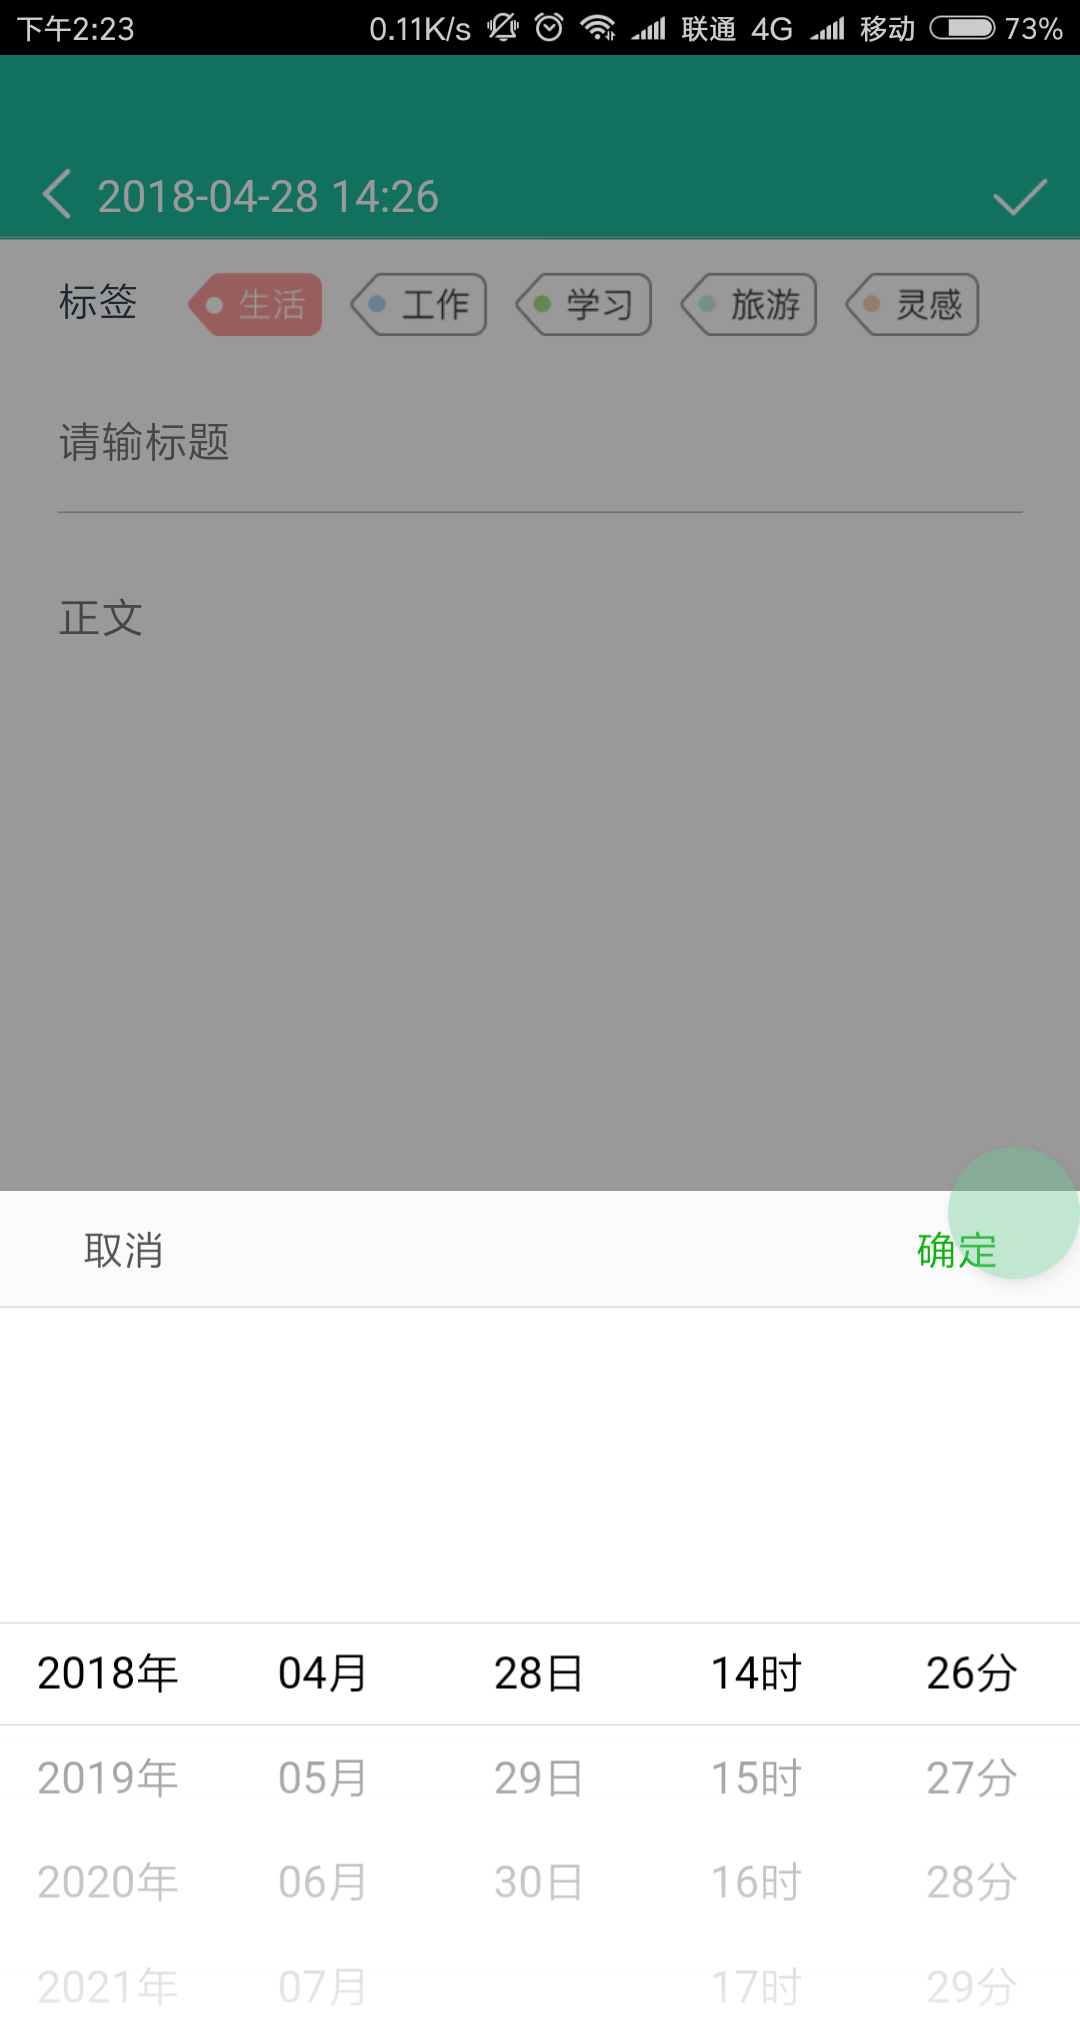 下午2:23 0.11K/s 联通 4G 移动 73%
2018-04-28 14:26
标签 生活 工作 学习 旅游 灵感
请输标题
正文
取消 确定
2018年 04月 28日 14时 26分
2019年 05月 29日 15时 27分
2020年 06月 30日 16时 28分
2021年 07月 17时 29分